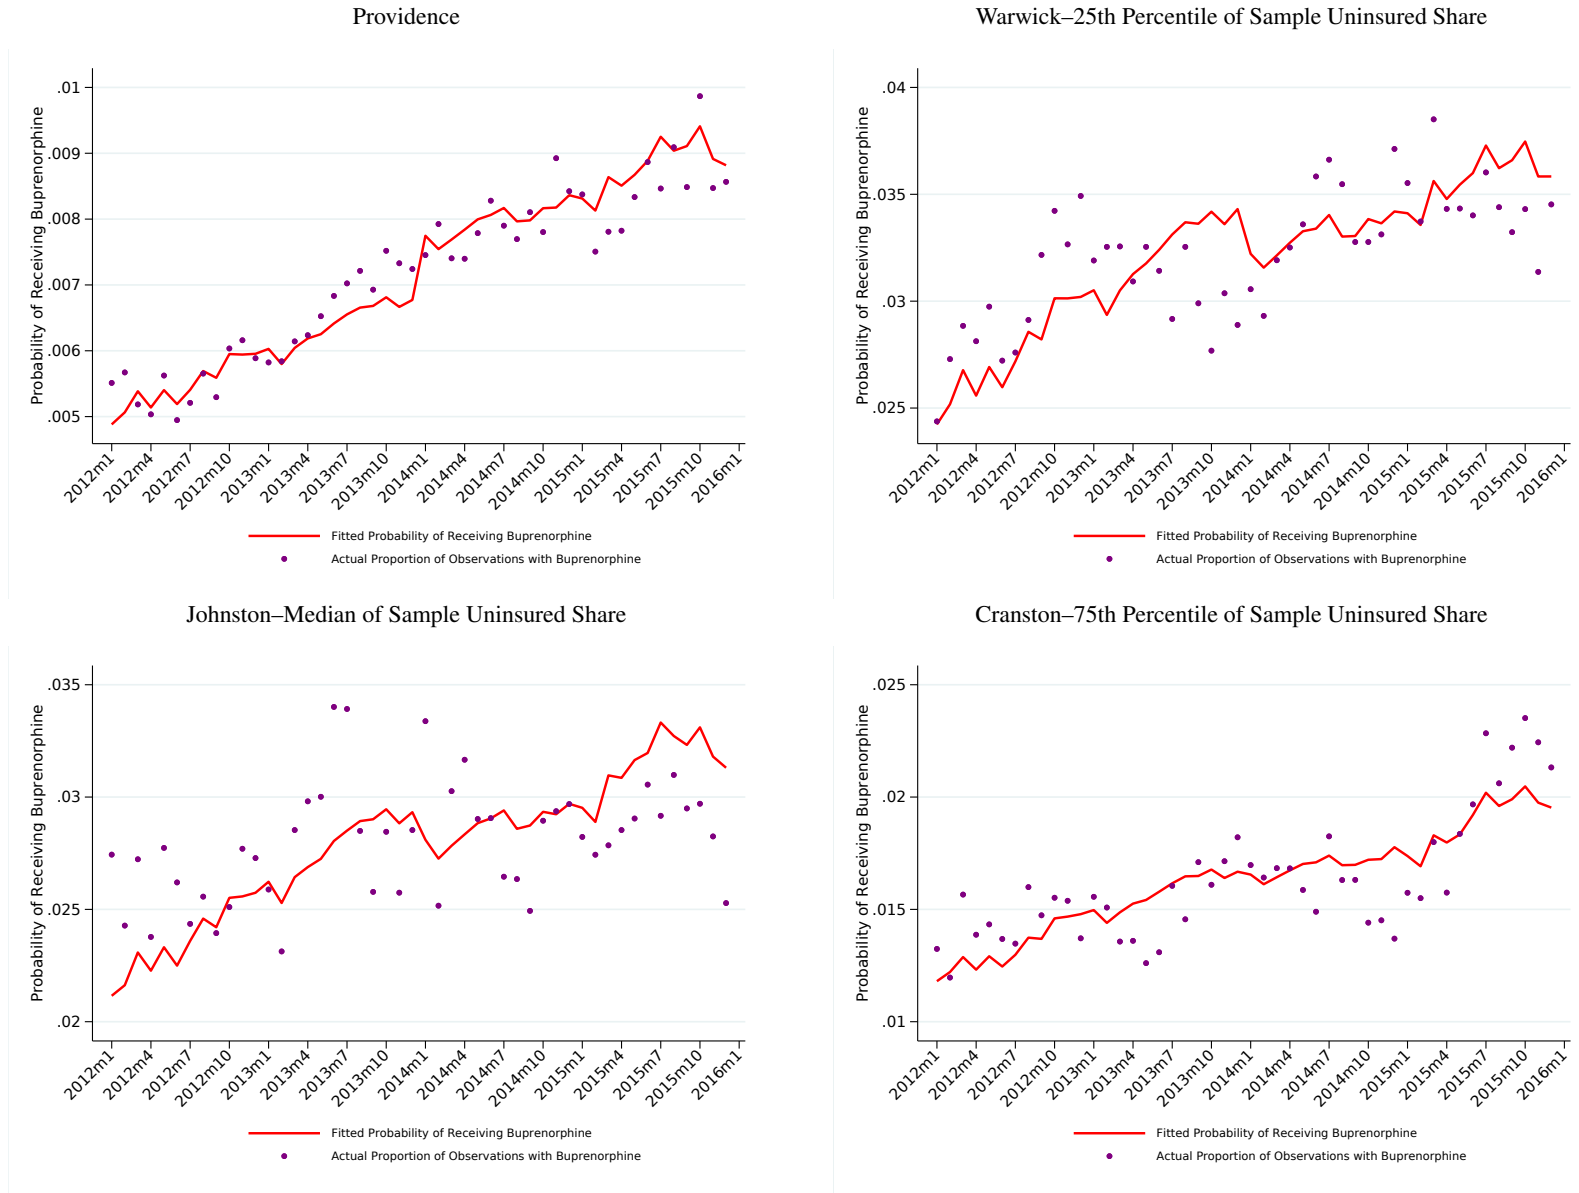 Providence
Probability of Receiving Buprenorphine
.01
.009
.008
.007
.006
.005
2012m1
2012m4
2012m7
2012m10
2013m1
2013m4
2013m7
2013m10
2014m1
2014m4
2014m7
2014m10
2015m1
2015m4
2015m7
2015m10
2016m1
Fitted Probability of Receiving Buprenorphine
Actual Proportion of Observations with Buprenorphine
Warwick–25th Percentile of Sample Uninsured Share
Probability of Receiving Buprenorphine
.04
.035
.03
.025
2012m1
2012m4
2012m7
2012m10
2013m1
2013m4
2013m7
2013m10
2014m1
2014m4
2014m7
2014m10
2015m1
2015m4
2015m7
2015m10
2016m1
Fitted Probability of Receiving Buprenorphine
Actual Proportion of Observations with Buprenorphine
Johnston–Median of Sample Uninsured Share
Probability of Receiving Buprenorphine
.035
.03
.025
.02
2012m1
2012m4
2012m7
2012m10
2013m1
2013m4
2013m7
2013m10
2014m1
2014m4
2014m7
2014m10
2015m1
2015m4
2015m7
2015m10
2016m1
Fitted Probability of Receiving Buprenorphine
Actual Proportion of Observations with Buprenorphine
Cranston–75th Percentile of Sample Uninsured Share
Probability of Receiving Buprenorphine
.025
.02
.015
.01
2012m1
2012m4
2012m7
2012m10
2013m1
2013m4
2013m7
2013m10
2014m1
2014m4
2014m7
2014m10
2015m1
2015m4
2015m7
2015m10
2016m1
Fitted Probability of Receiving Buprenorphine
Actual Proportion of Observations with Buprenorphine